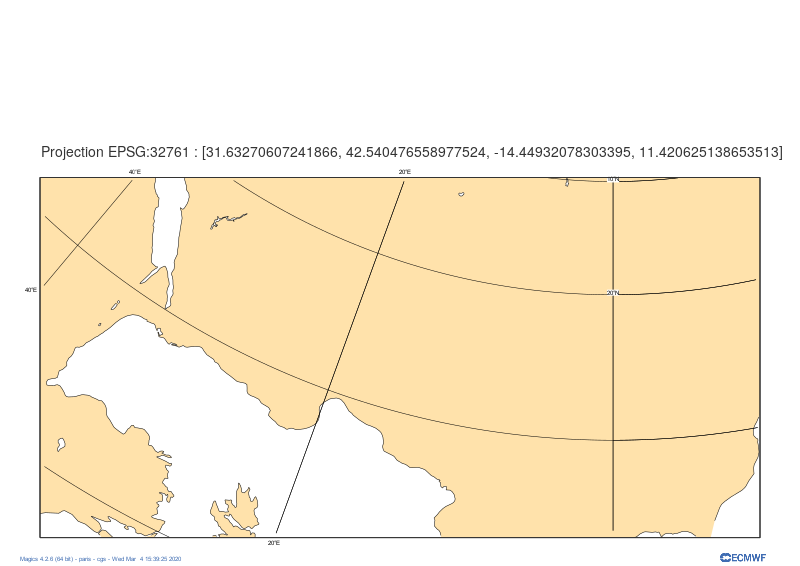 Projection EPSG:32761 : [31.63270607241866, 42.540476558977524, -14.44932078303395, 11.420625138653513]
40°E
20°E
10°N
40°E
20°N
20°E
Magics 4.2.6 (64 bit) - paris - cgs - Wed Mar 4 15:39:25 2020
ECMWF